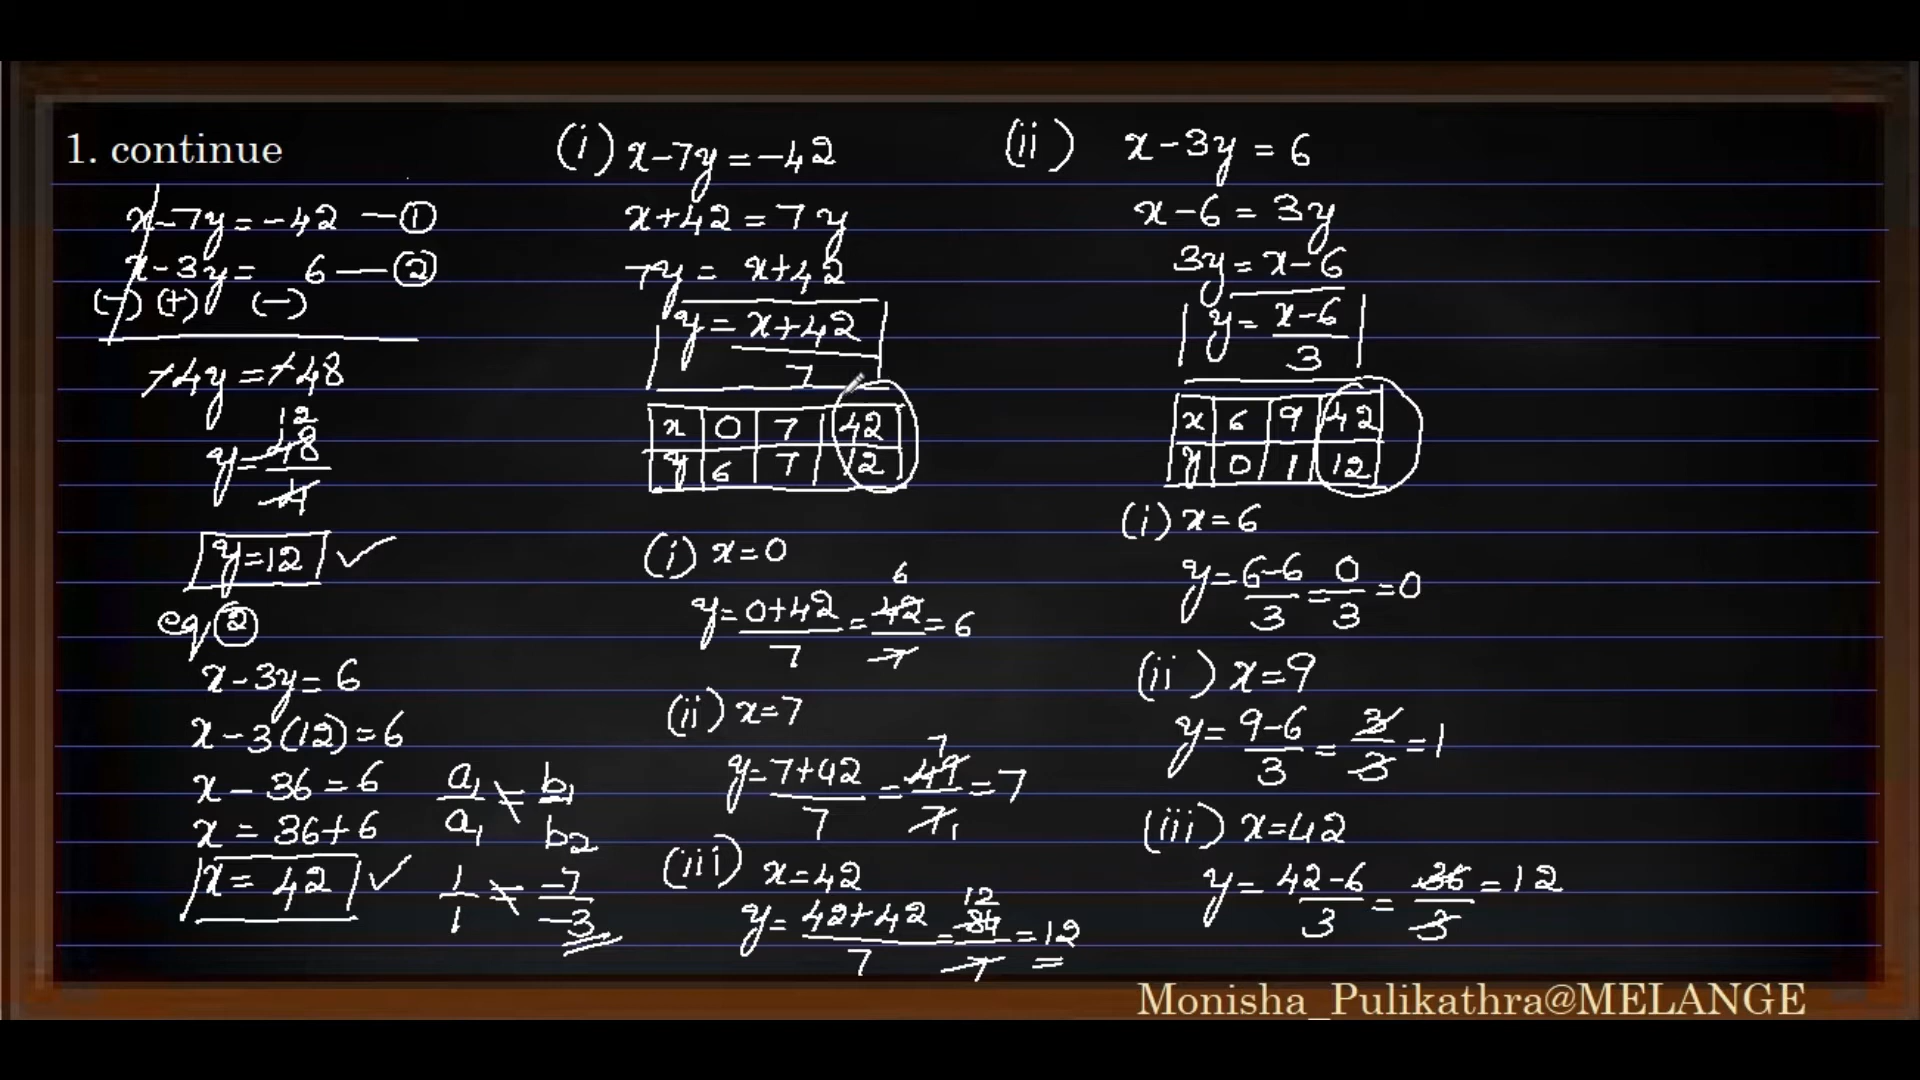 1. continue
x-7y=-42 —①
x-3y= 6 —②
(-) (+) (-)
-4y=-48
12
y=48
4
y=12 ✓
eq ②
x-3y=6
x-3(12)=6
x-36=6
x=36+6
x=42 ✓
a1/a1 ≠ b1/b2
1/1 ≠ -7/-3
(i) x-7y=-42
x+42=7y
7y=x+42
y=x+42
7
x 0 7 42
y 6 7 12
(i) x=0
6
y=0+42/7=42/7=6
(ii) x=7
7
y=7+42/7=49/7=7
1
(iii) x=42
12
y=42+42/7=84/7=12
(ii) x-3y=6
x-6=3y
3y=x-6
y=x-6
3
x 6 9 42
y 0 1 12
(i) x=6
y=6-6/3=0/3=0
(ii) x=9
y=9-6/3=3/3=1
(iii) x=42
y=42-6/3=36/3=12
Monisha_Pulikathra@MELANGE